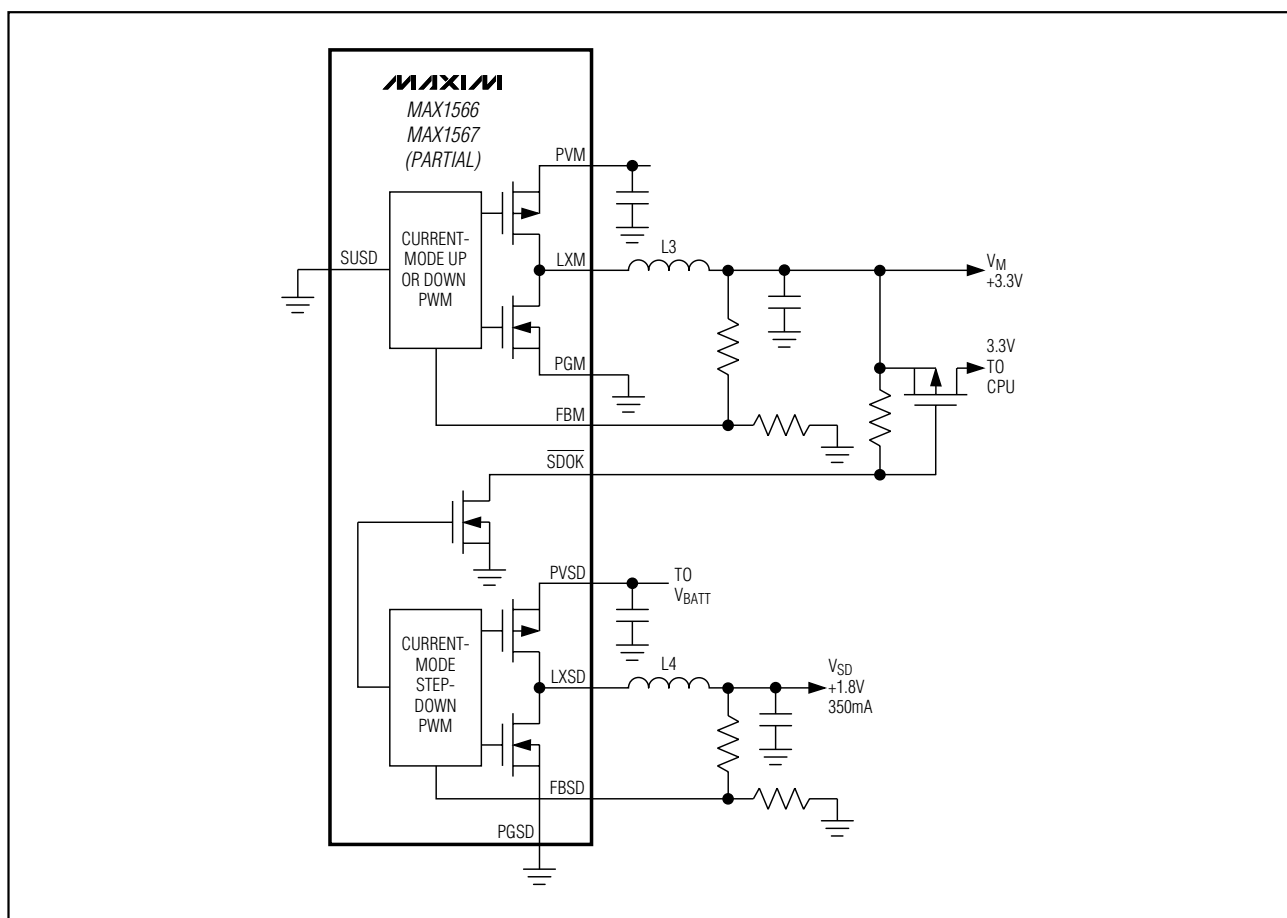 MAXIM
MAX1566
MAX1567
(PARTIAL)
PVM
CURRENT-
MODE UP
OR DOWN
PWM
SUSD
LXM
L3
VM
+3.3V
PGM
3.3V
TO
CPU
FBM
SDOK
PVSD
TO
VBATT
CURRENT-
MODE
STEP-
DOWN
PWM
LXSD
L4
VSD
+1.8V
350mA
FBSD
PGSD